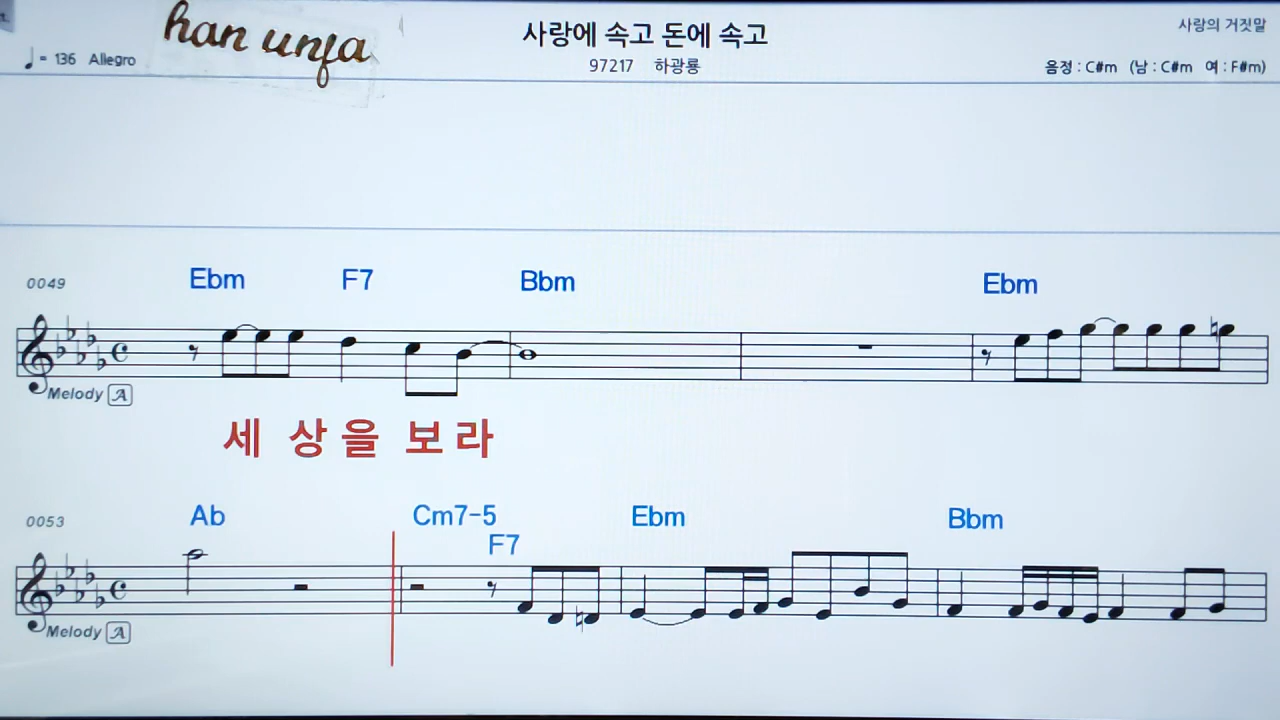 han unja
사랑에 속고 돈에 속고
사랑의 거짓말
♩= 136 Allegro
97217 하광룡
음정 : C#m (남 : C#m 여 : F#m)
Ebm F7 Bbm Ebm
0049
Melody A
세 상을 보라
Ab Cm7-5 Ebm Bbm
0053
F7
Melody A